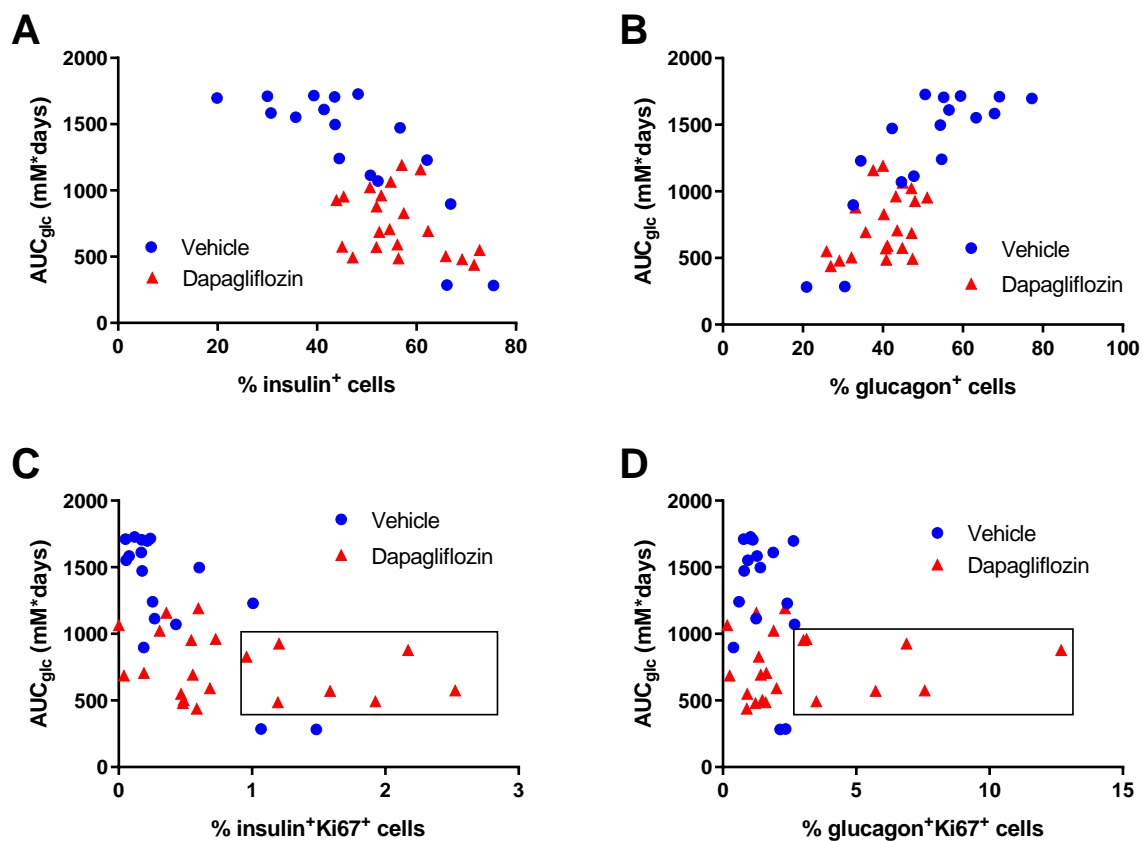 A
2000
1500
1000
500
0
AUCglc (mM*days)
Vehicle
Dapagliflozin
0 20 40 60 80
% insulin⁺ cells
B
2000
1500
1000
500
0
AUCglc (mM*days)
Vehicle
Dapagliflozin
0 20 40 60 80 100
% glucagon⁺ cells
C
2000
1500
1000
500
0
AUCglc (mM*days)
Vehicle
Dapagliflozin
0 1 2 3
% insulin⁺Ki67⁺ cells
D
2000
1500
1000
500
0
AUCglc (mM*days)
Vehicle
Dapagliflozin
0 5 10 15
% glucagon⁺Ki67⁺ cells